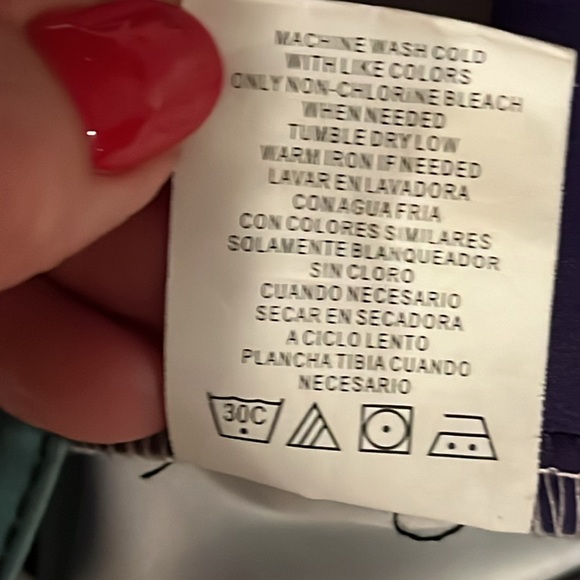 MACHINE WASH COLD
WITH LIKE COLORS
ONLY NON-CHLORINE BLEACH
WHEN NEEDED
TUMBLE DRY LOW
WARM IRON IF NEEDED
LAVAR EN LAVADORA
CON AGUA FRIA
CON COLORES SIMILARES
SOLAMENTE BLANQUEADOR
SIN CLORO
CUANDO NECESARIO
SECAR EN SECADORA
A CICLO LENTO
PLANCHA TIBIA CUANDO
NECESARIO
30C